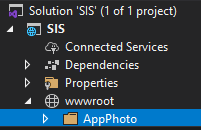 Solution 'SIS' (1 of 1 project)
SIS
Connected Services
Dependencies
Properties
wwwroot
AppPhoto